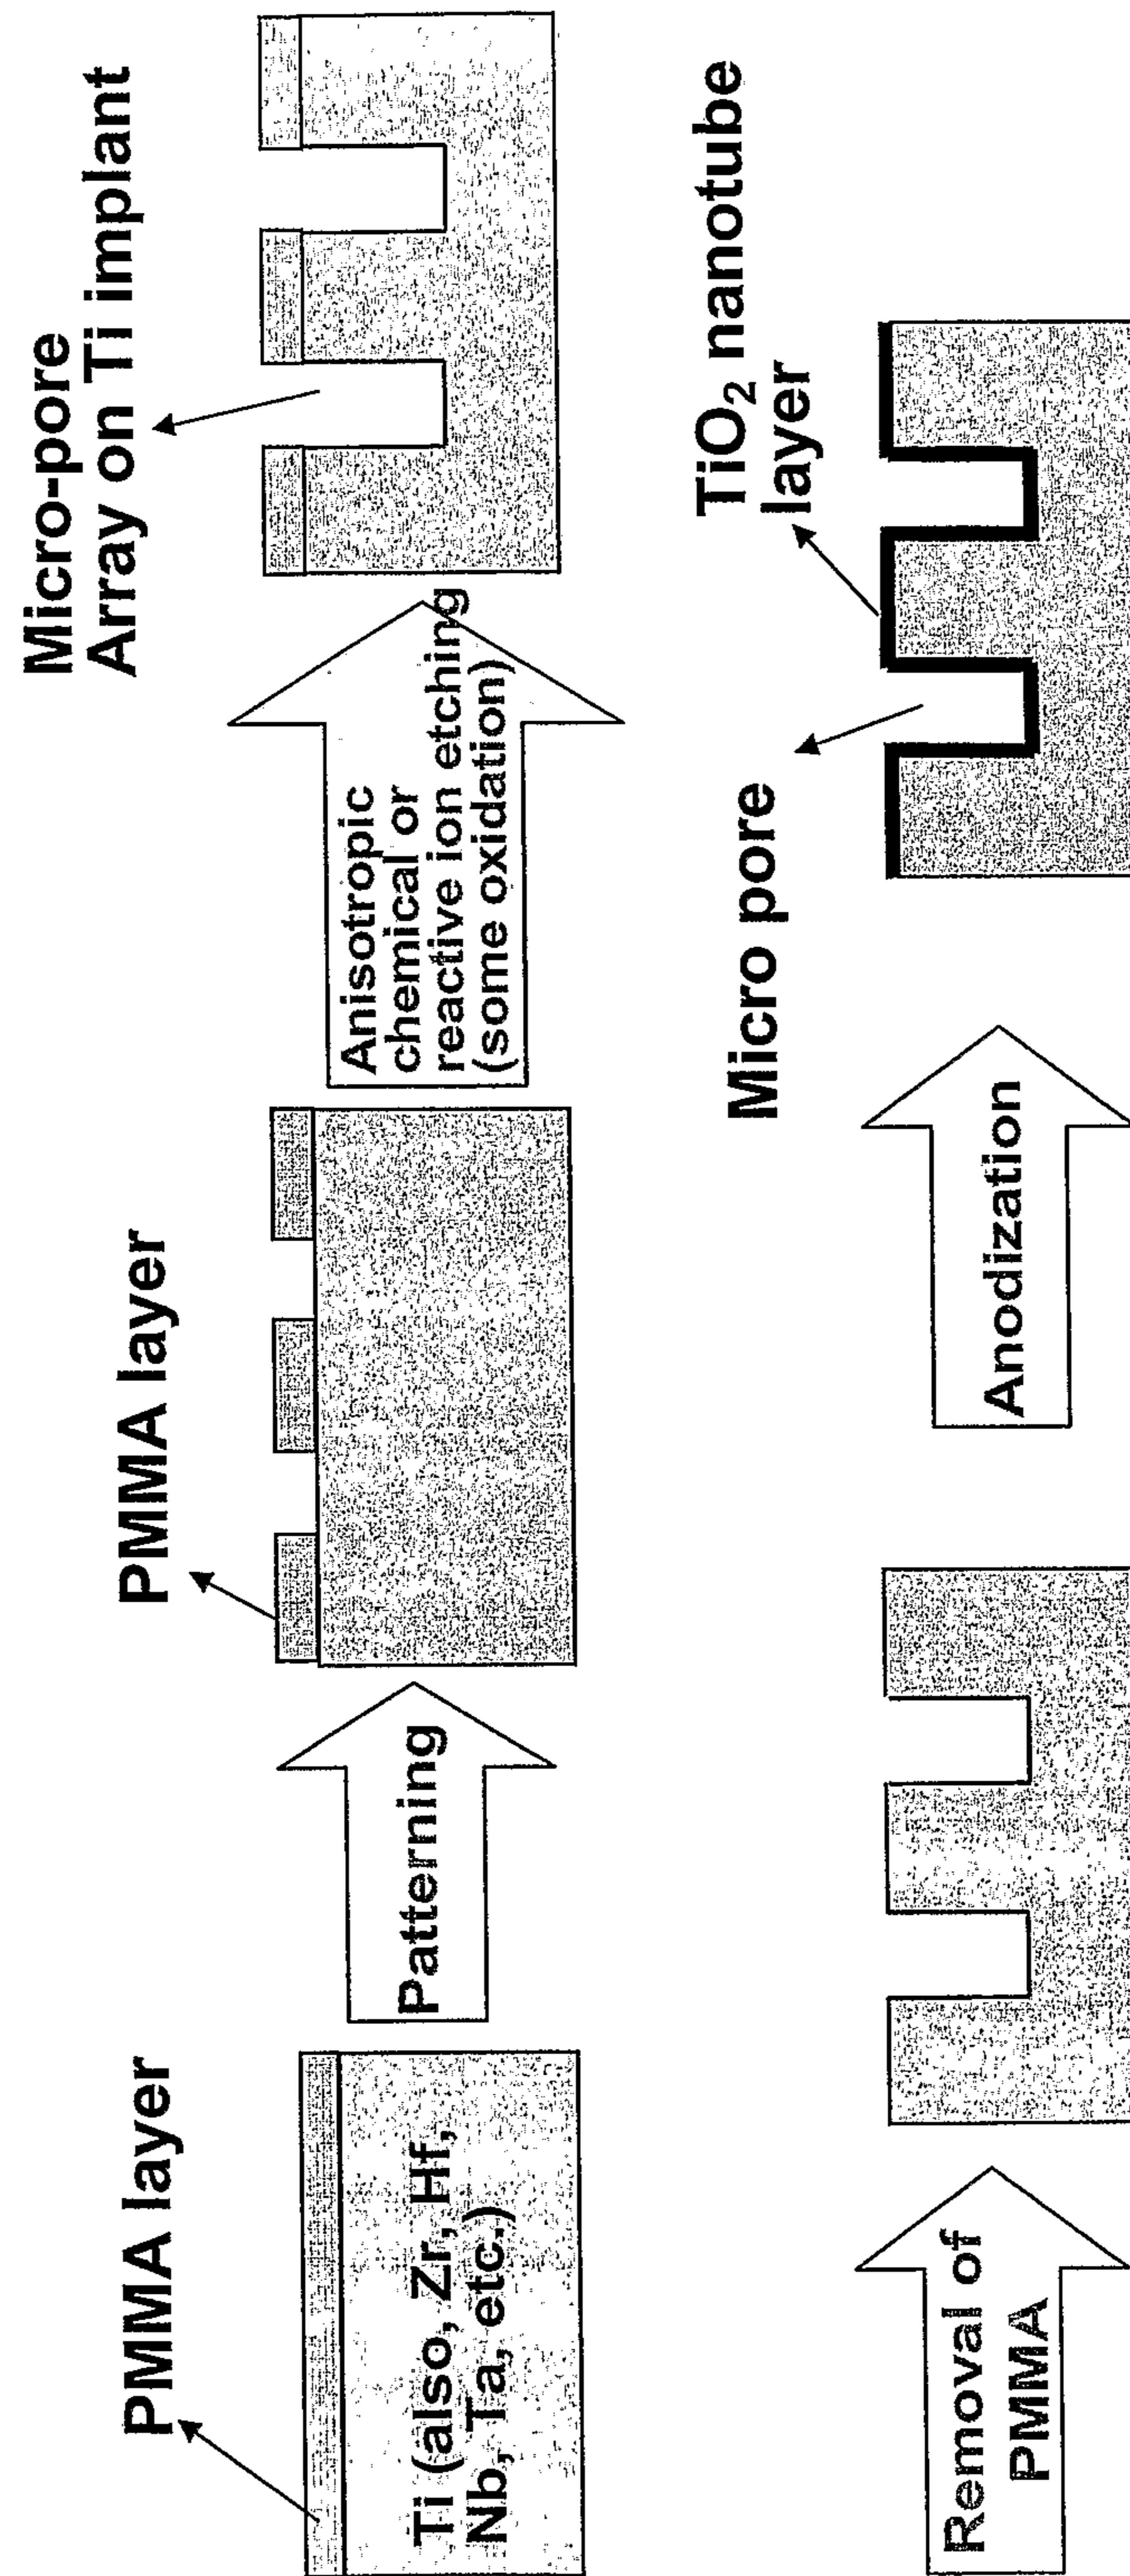 PMMA layer
Ti (also, Zr, Hf,
Nb, Ta, etc.)
Patterning
PMMA layer
Anisotropic
chemical or
reactive ion etching
(some oxidation)
Micro-pore
Array on Ti implant
Removal of
PMMA
Anodization
Micro pore
TiO₂ nanotube
layer